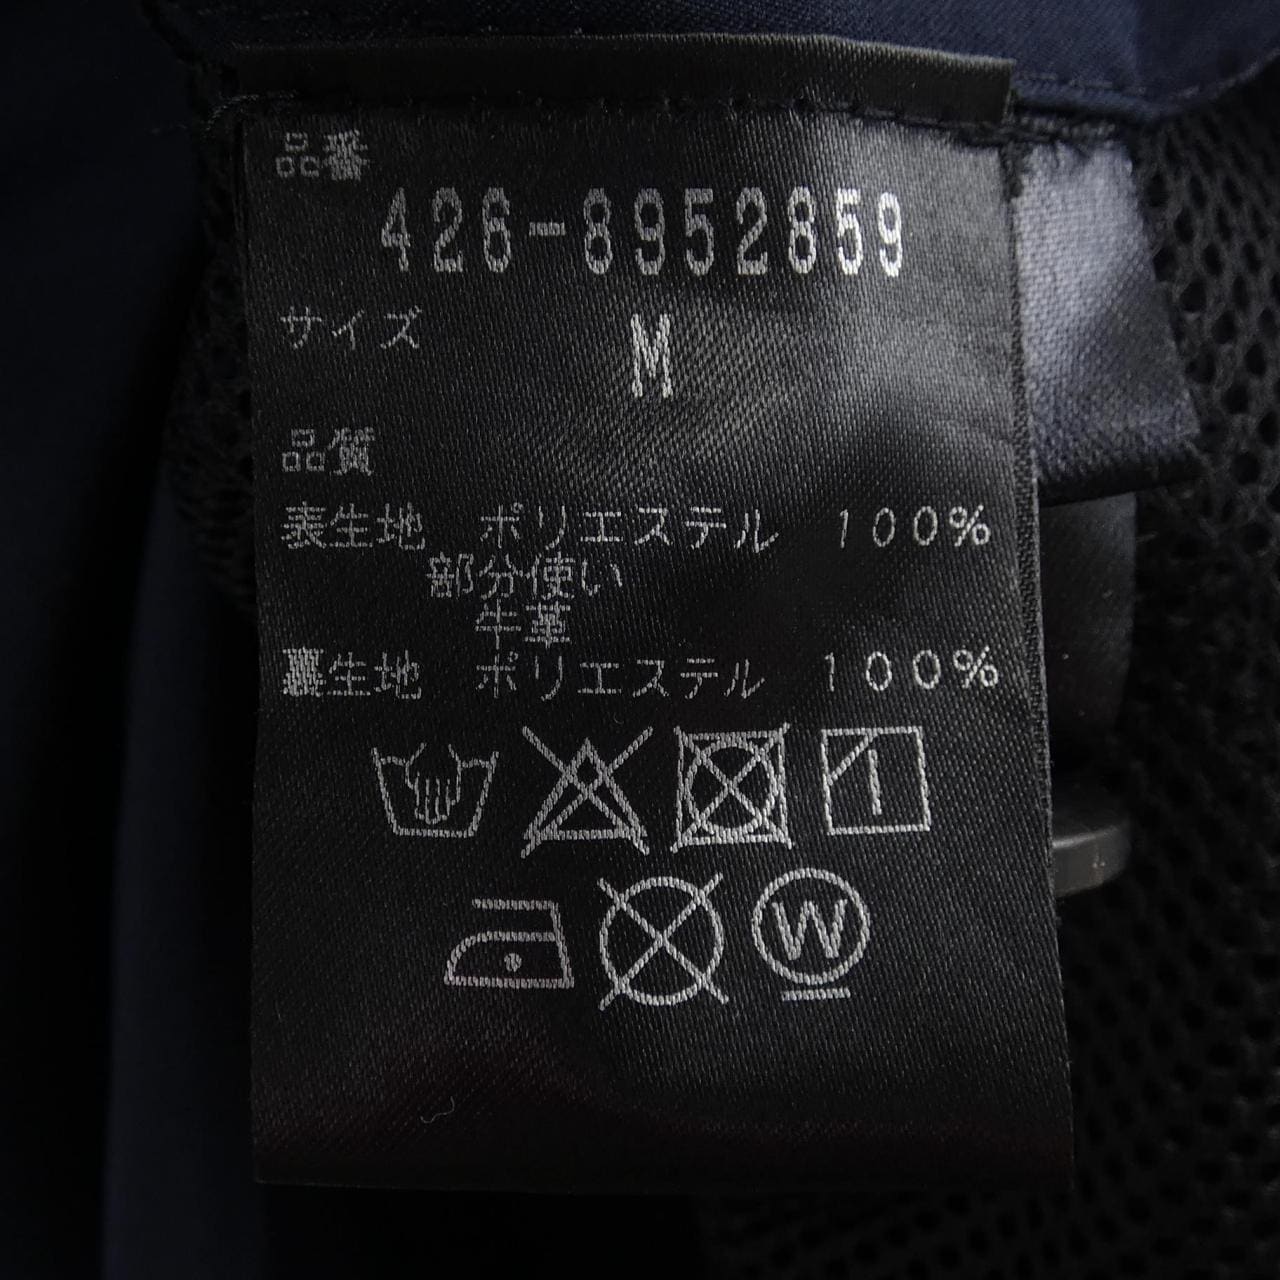 品番
426-8952859
サイズ M
品質
表生地 ポリエステル 100%
部分使い
牛革
裏生地 ポリエステル 100%
W